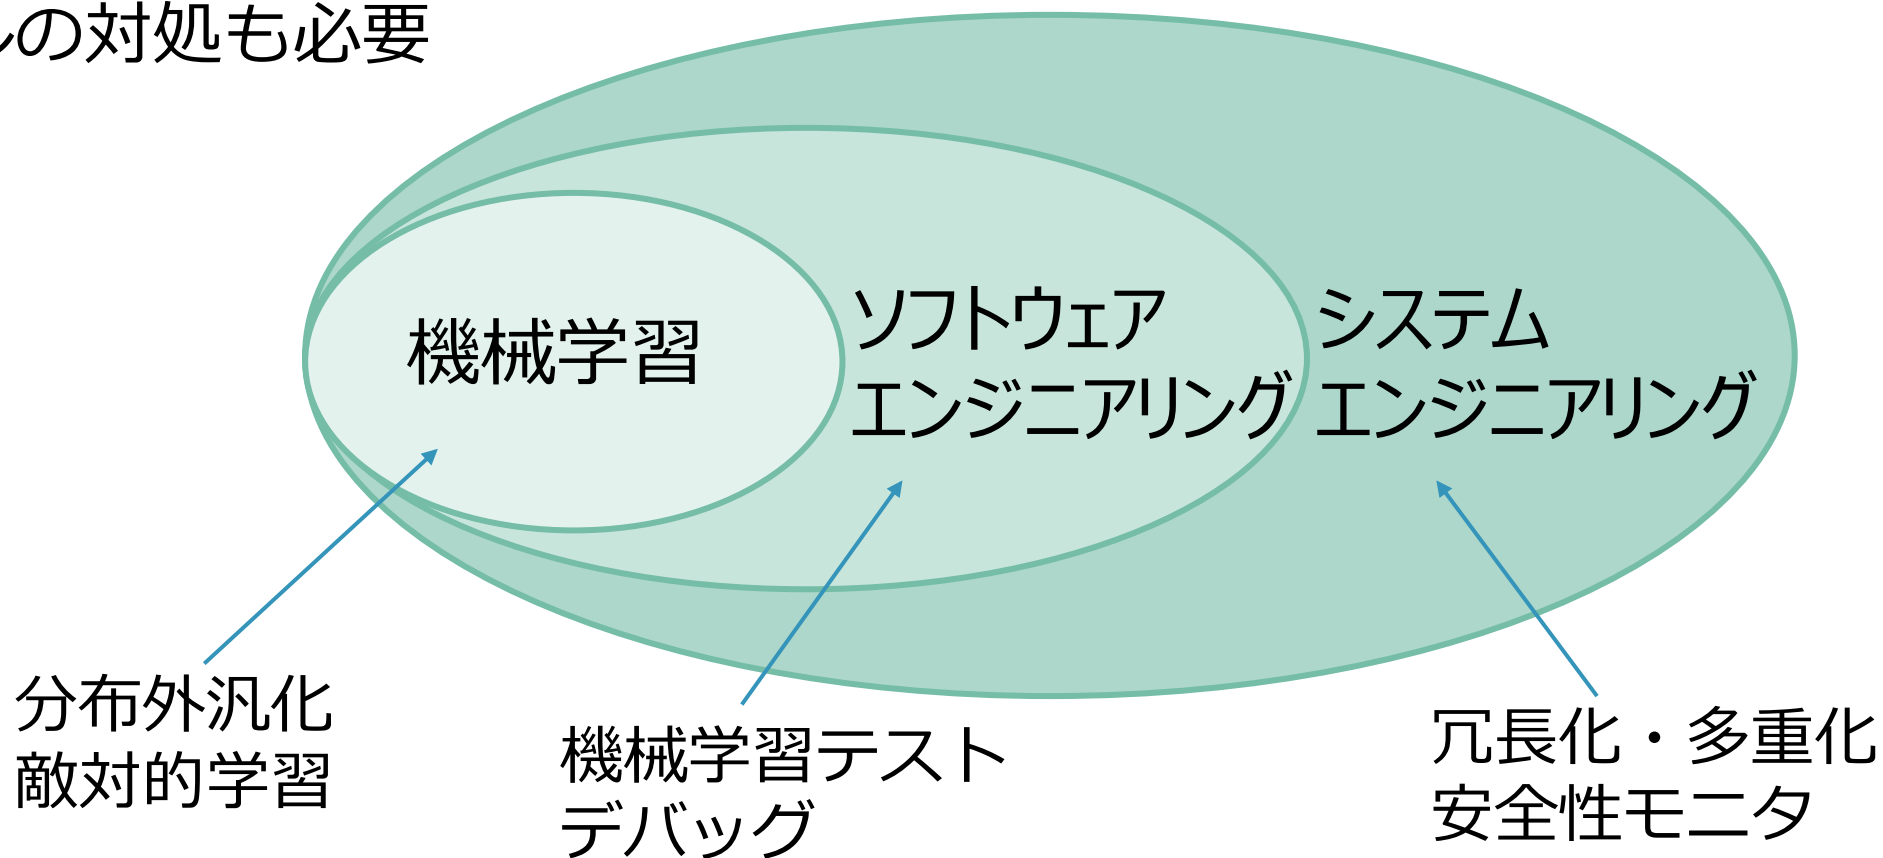 の対処も必要
機械学習
ソフトウェア
エンジニアリング
システム
エンジニアリング
分布外汎化
敵対的学習
機械学習テスト
デバッグ
冗長化・多重化
安全性モニタ